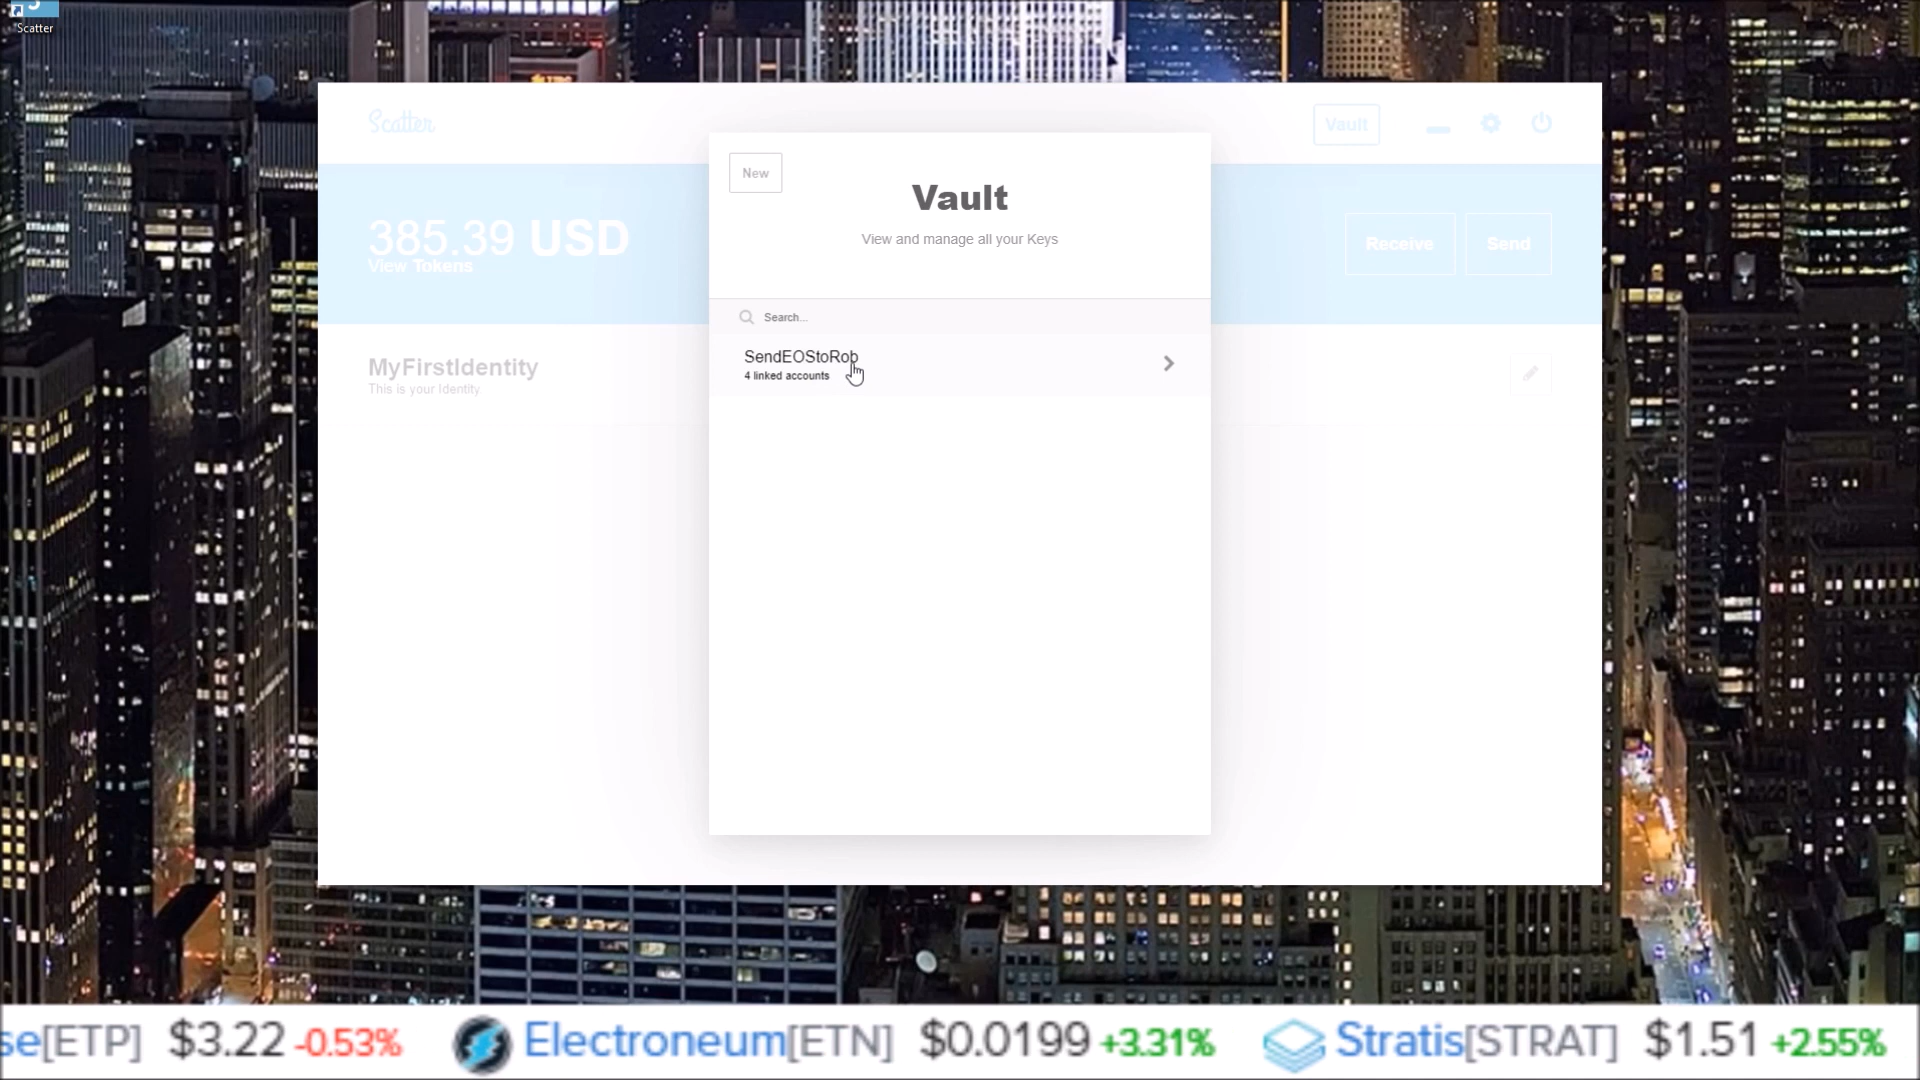 Scatter
Scatter
Vault
New
Vault
View and manage all your Keys
385.39 USD
View Tokens
Receive
Send
Search...
SendEOStoRob
4 linked accounts
MyFirstIdentity
This is your Identity.
se[ETP] $3.22 -0.53% Electroneum[ETN] $0.0199 +3.31% Stratis[STRAT] $1.51 +2.55%